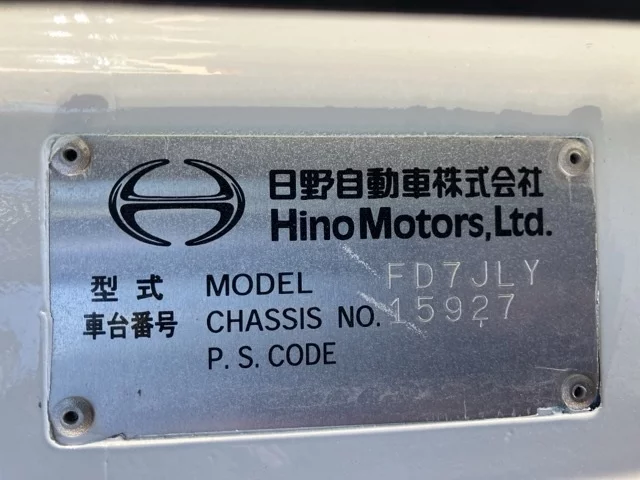 日野自動車株式会社
Hino Motors, Ltd.
型式 MODEL FD7JLY
車台番号 CHASSIS NO. 15927
P. S. CODE